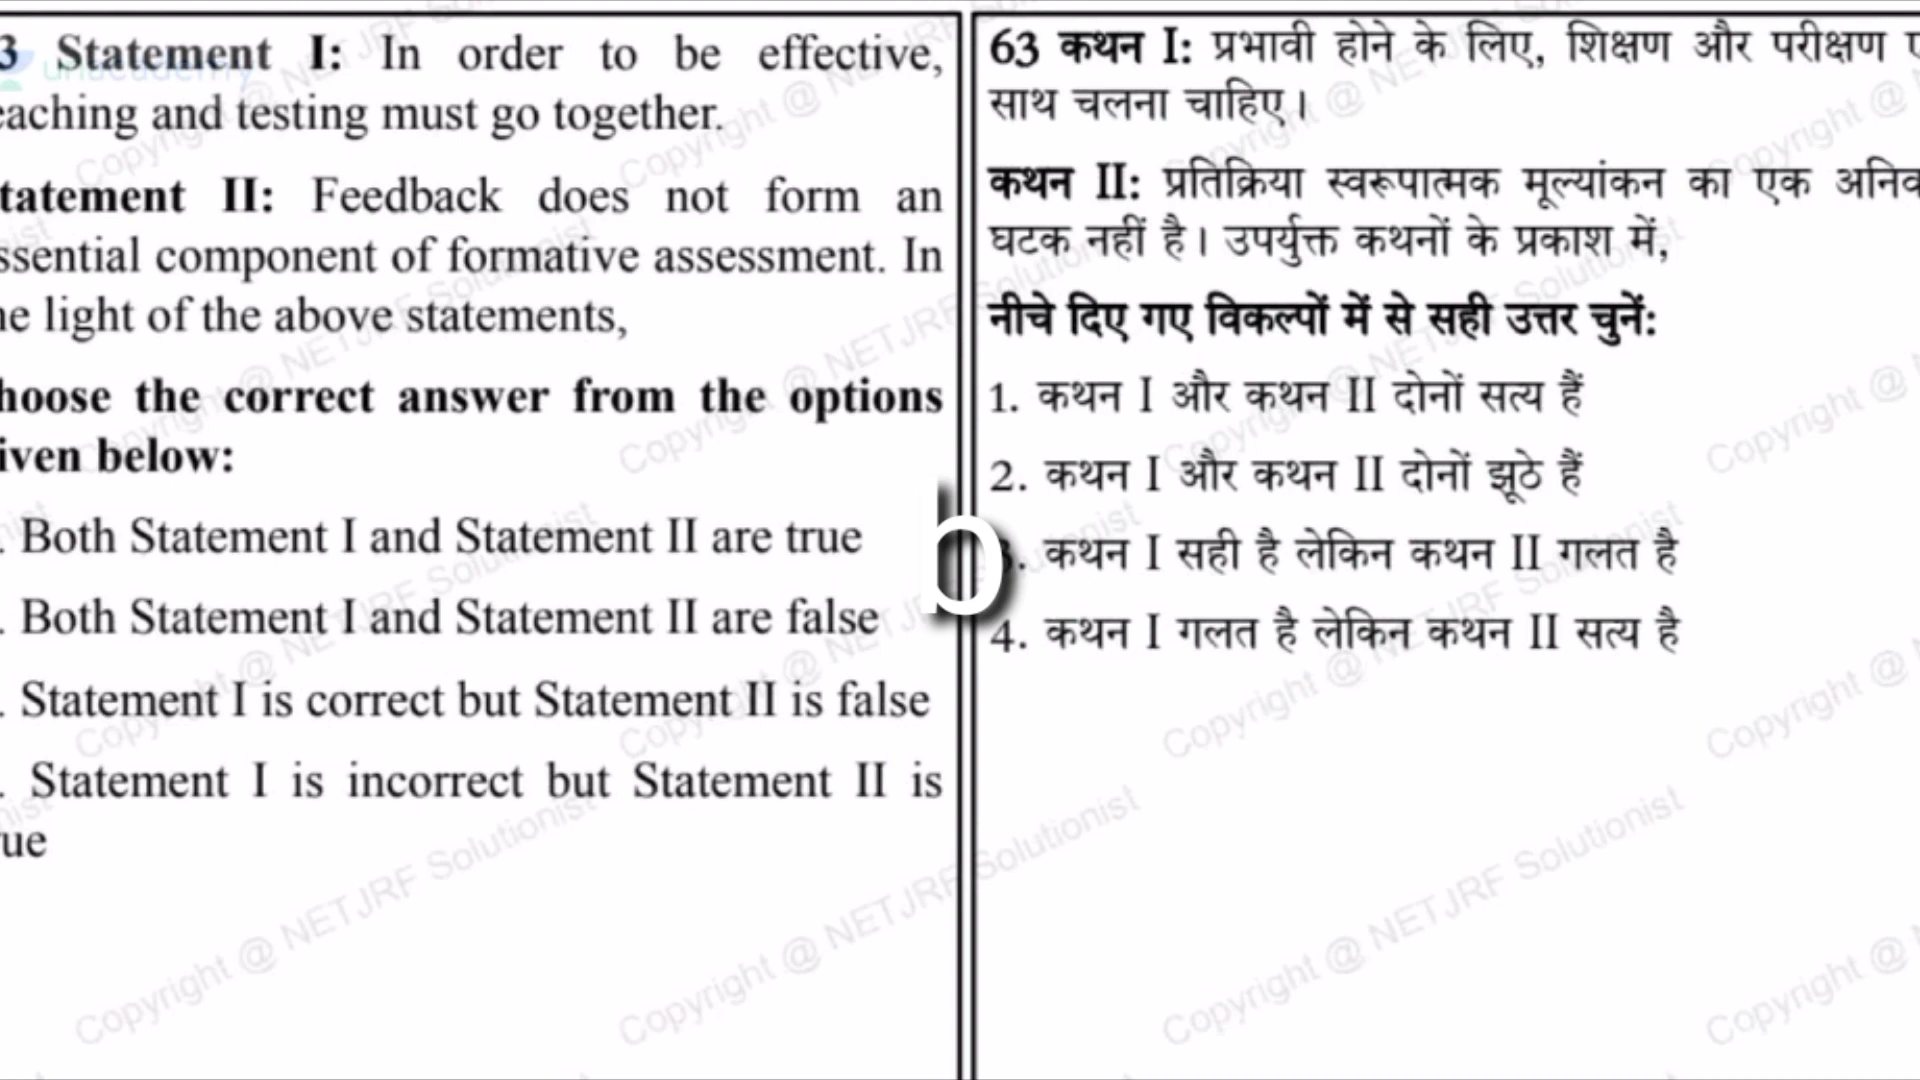 3 Statement I: In order to be effective,
eaching and testing must go together.
tatement II: Feedback does not form an
ssential component of formative assessment. In
he light of the above statements,
hoose the correct answer from the options
iven below:
. Both Statement I and Statement II are true
. Both Statement I and Statement II are false
. Statement I is correct but Statement II is false
. Statement I is incorrect but Statement II is
ue
63 कथन I: प्रभावी होने के लिए, शिक्षण और परीक्षण
साथ चलना चाहिए।
कथन II: प्रतिक्रिया स्वरूपात्मक मूल्यांकन का एक
घटक नहीं है। उपर्युक्त कथनों के प्रकाश में,
नीचे दिए गए विकल्पों में से सही उत्तर चुनें:
1. कथन I और कथन II दोनों सत्य हैं
2. कथन I और कथन II दोनों झूठे हैं
3. कथन I सही है लेकिन कथन II गलत है
4. कथन I गलत है लेकिन कथन II सत्य है
b
unacademy
Copyright @ NETJRF Solutionist